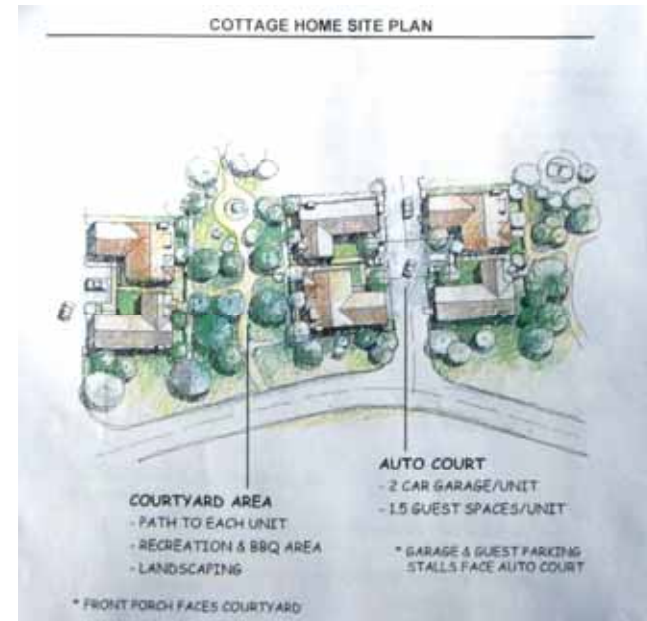 COTTAGE HOME SITE PLAN
COURTYARD AREA
- PATH TO EACH UNIT
- RECREATION & BBQ AREA
- LANDSCAPING
* FRONT PORCH FACES COURTYARD
AUTO COURT
- 2 CAR GARAGE/UNIT
- 1.5 GUEST SPACES/UNIT
* GARAGE & GUEST PARKING
STALLS FACE AUTO COURT